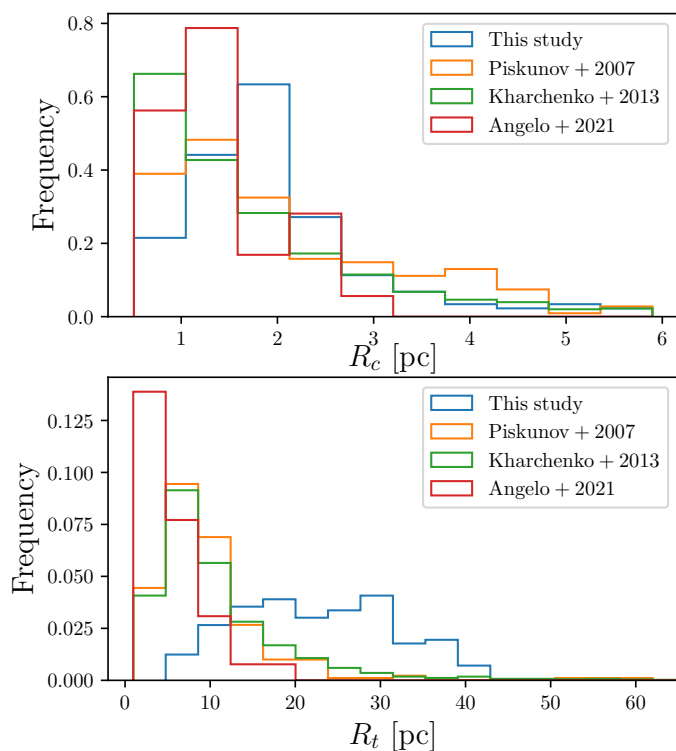 0.8
0.6
0.4
0.2
0.0
Frequency
This study
Piskunov + 2007
Kharchenko + 2013
Angelo + 2021
1 2 3 4 5 6
R_c [pc]
0.125
0.100
0.075
0.050
0.025
0.000
Frequency
This study
Piskunov + 2007
Kharchenko + 2013
Angelo + 2021
0 10 20 30 40 50 60
R_t [pc]